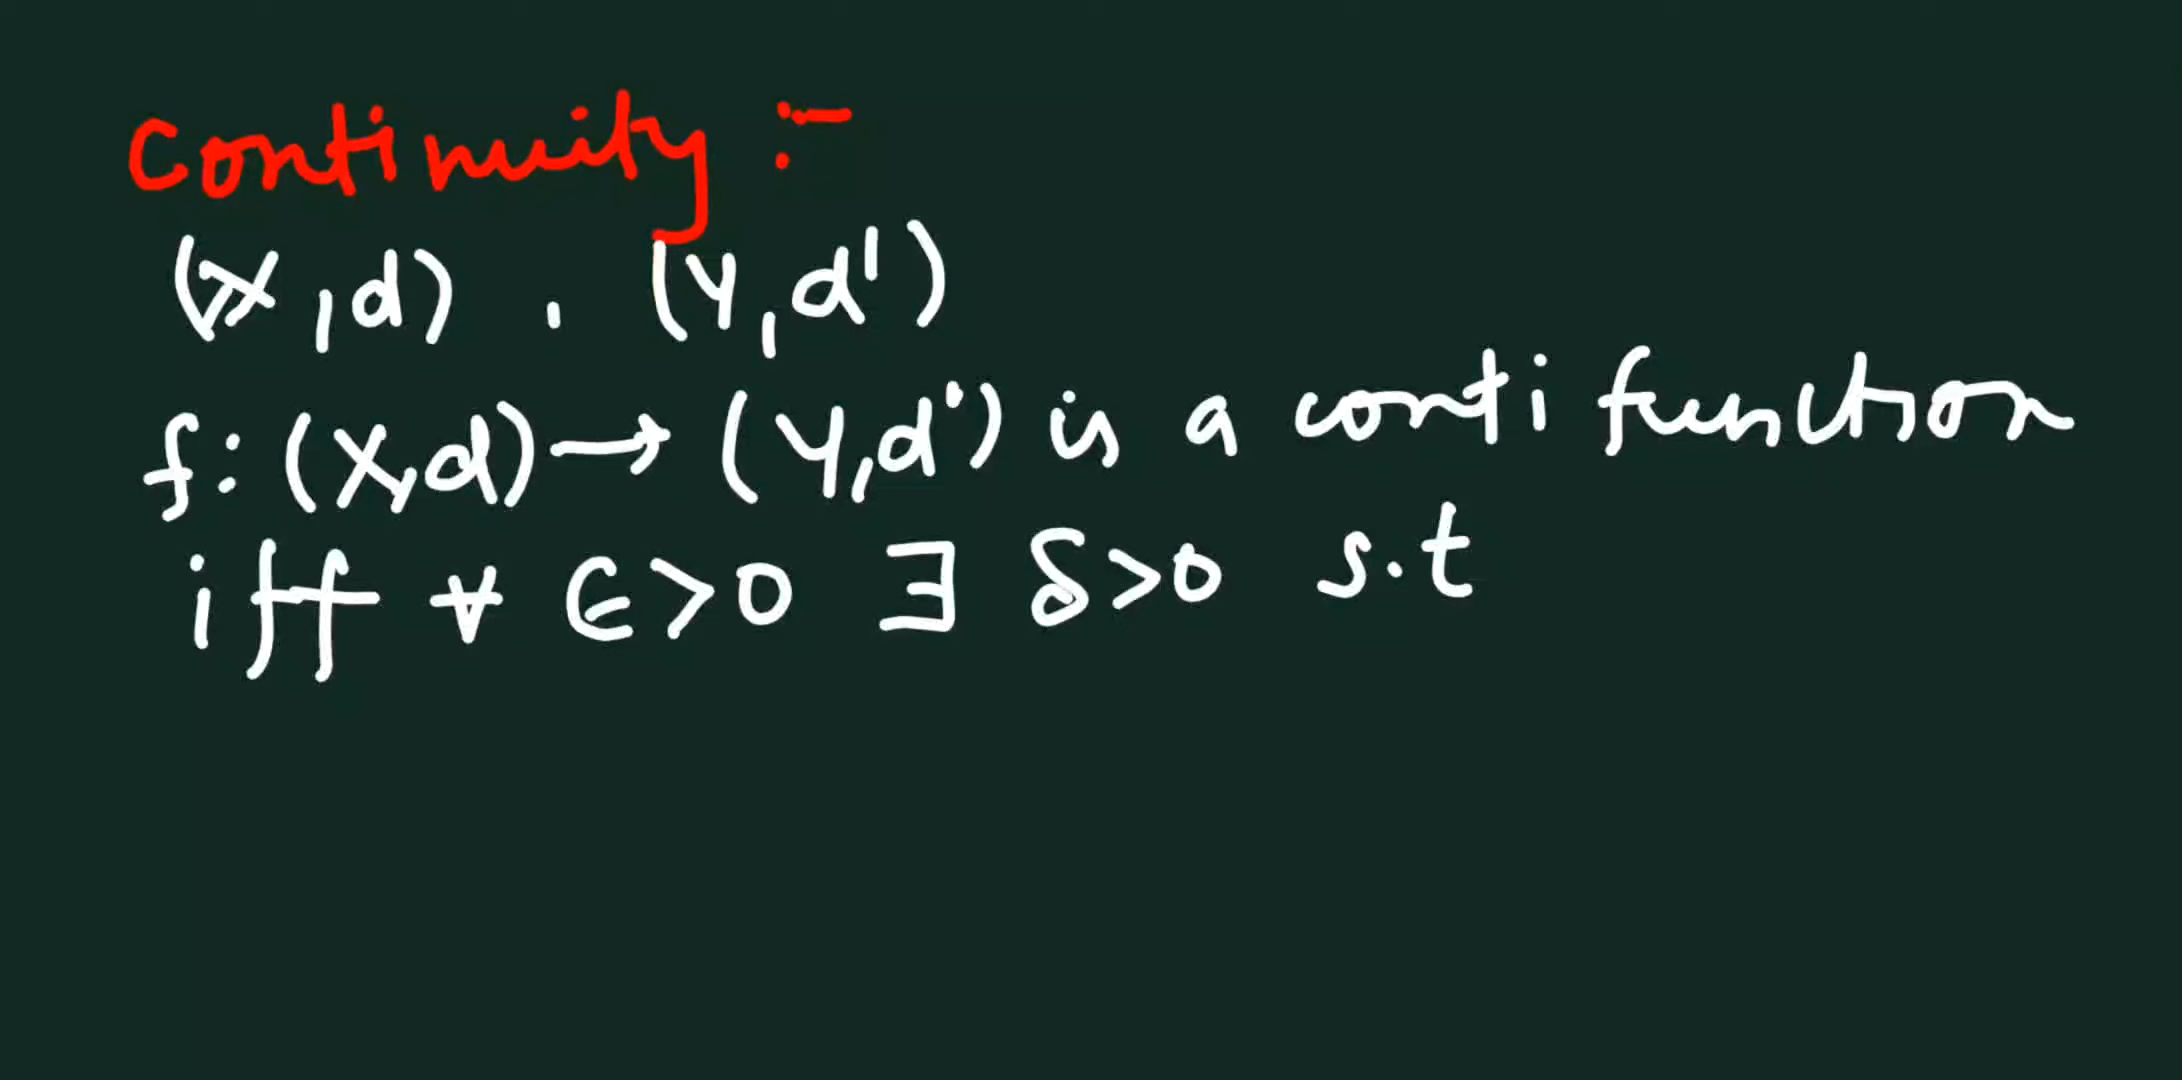 Continuity :-
(X,d) , (Y,d')
f: (X,d) → (Y,d') is a conti function
iff ∀ ϵ>0 ∃ δ>0 s.t